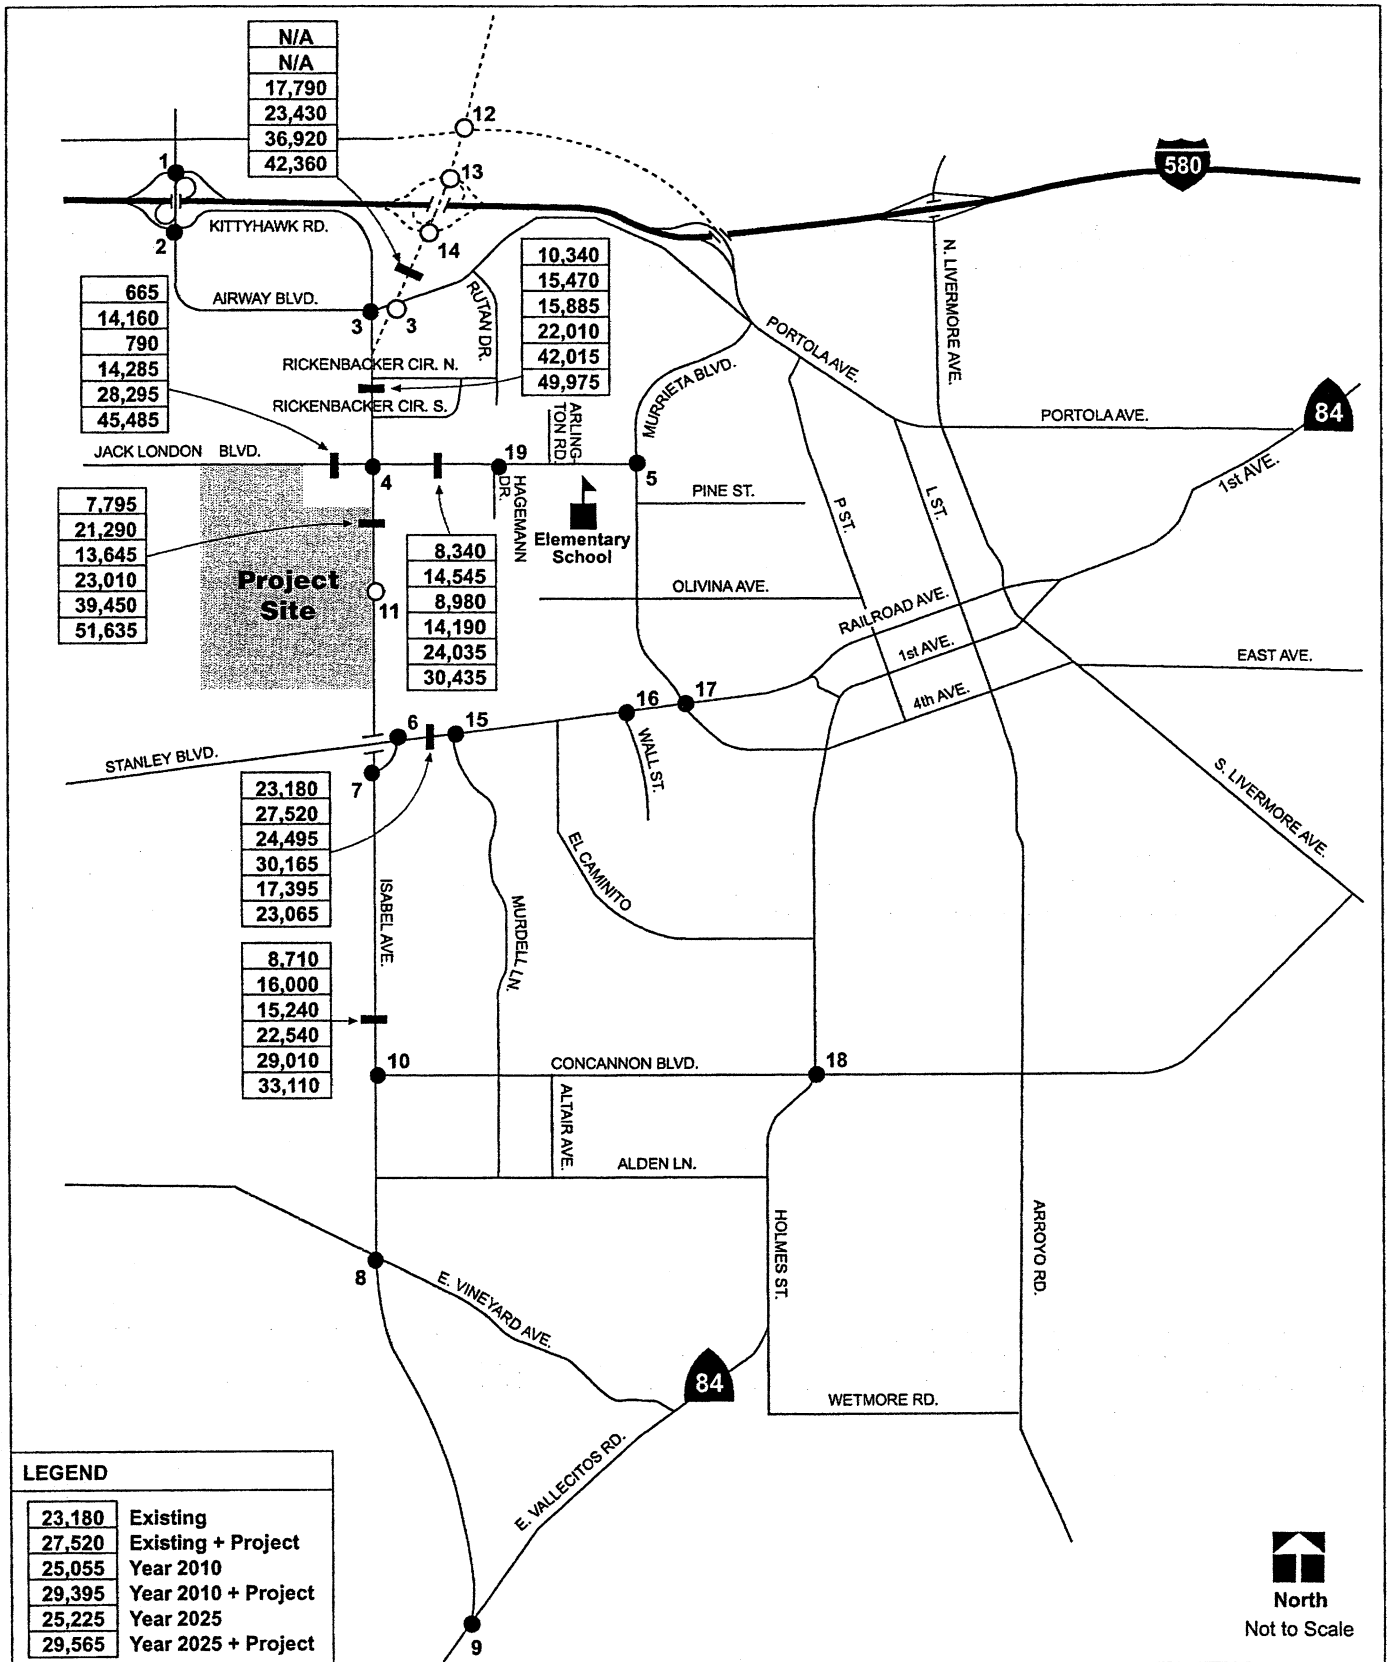 N/A
N/A
17,790
23,430
36,920
42,360
12
1
13
580
2
KITTYHAWK RD.
14
10,340
15,470
15,885
22,010
42,015
49,975
N. LIVERMORE AVE.
665
14,160
790
14,285
28,295
45,485
AIRWAY BLVD.
3
3
RUTAN DR.
PORTOLA AVE.
RICKENBACKER CIR. N.
RICKENBACKER CIR. S.
MURRIETA BLVD.
ARLING-
TON RD.
PORTOLA AVE.
84
JACK LONDON BLVD.
4
19
5
1st AVE.
HAGEMANN
DR.
PINE ST.
P ST.
L ST.
7,795
21,290
13,645
23,010
39,450
51,635
Elementary
School
8,340
14,545
8,980
14,190
24,035
30,435
Project
Site
11
OLIVINA AVE.
RAILROAD AVE.
1st AVE.
EAST AVE.
4th AVE.
6
15
16
17
STANLEY BLVD.
7
WALL ST.
S. LIVERMORE AVE.
23,180
27,520
24,495
30,165
17,395
23,065
EL CAMINITO
ISABEL AVE.
MURDELL LN.
8,710
16,000
15,240
22,540
29,010
33,110
10
CONCANNON BLVD.
18
ALTAIR AVE.
ALDEN LN.
HOLMES ST.
ARROYO RD.
8
E. VINEYARD AVE.
84
WETMORE RD.
E. VALLECITOS RD.
9
LEGEND
23,180 Existing
27,520 Existing + Project
25,055 Year 2010
29,395 Year 2010 + Project
25,225 Year 2025
29,565 Year 2025 + Project
North
Not to Scale